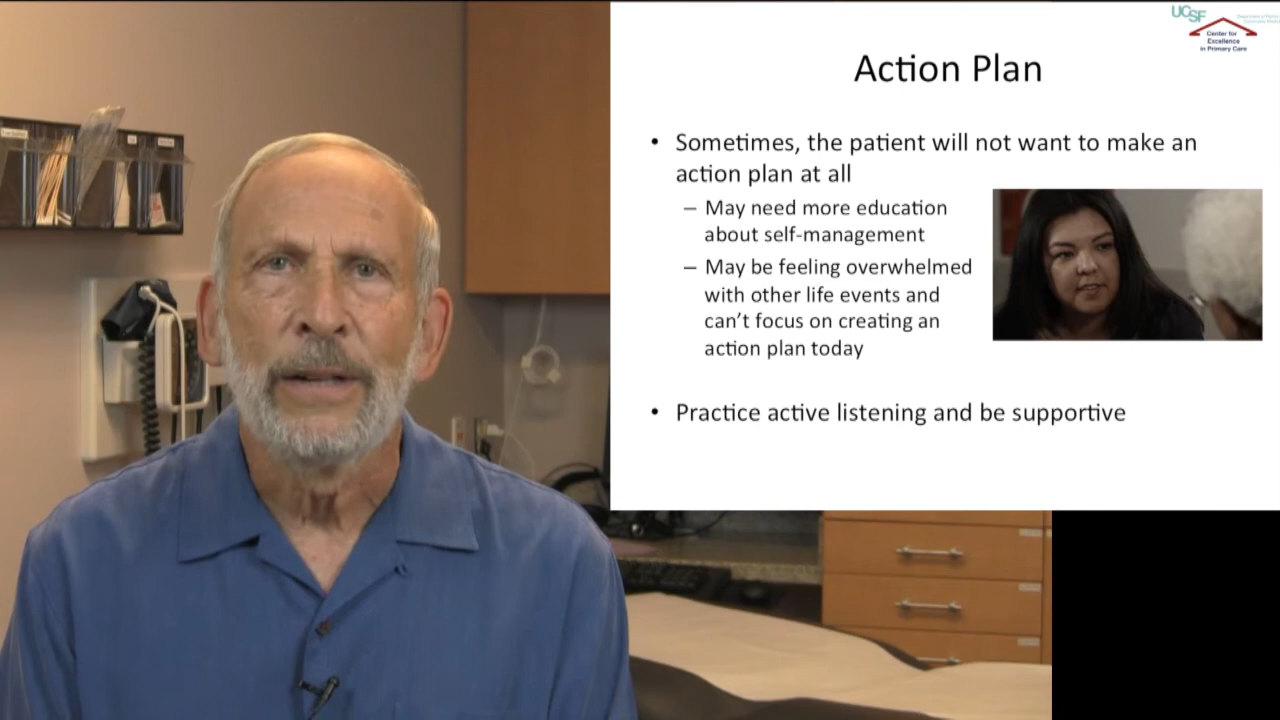 UCSF
Center for
Excellence
in Primary Care
Action Plan
• Sometimes, the patient will not want to make an
action plan at all
– May need more education
about self-management
– May be feeling overwhelmed
with other life events and
can't focus on creating an
action plan today
• Practice active listening and be supportive